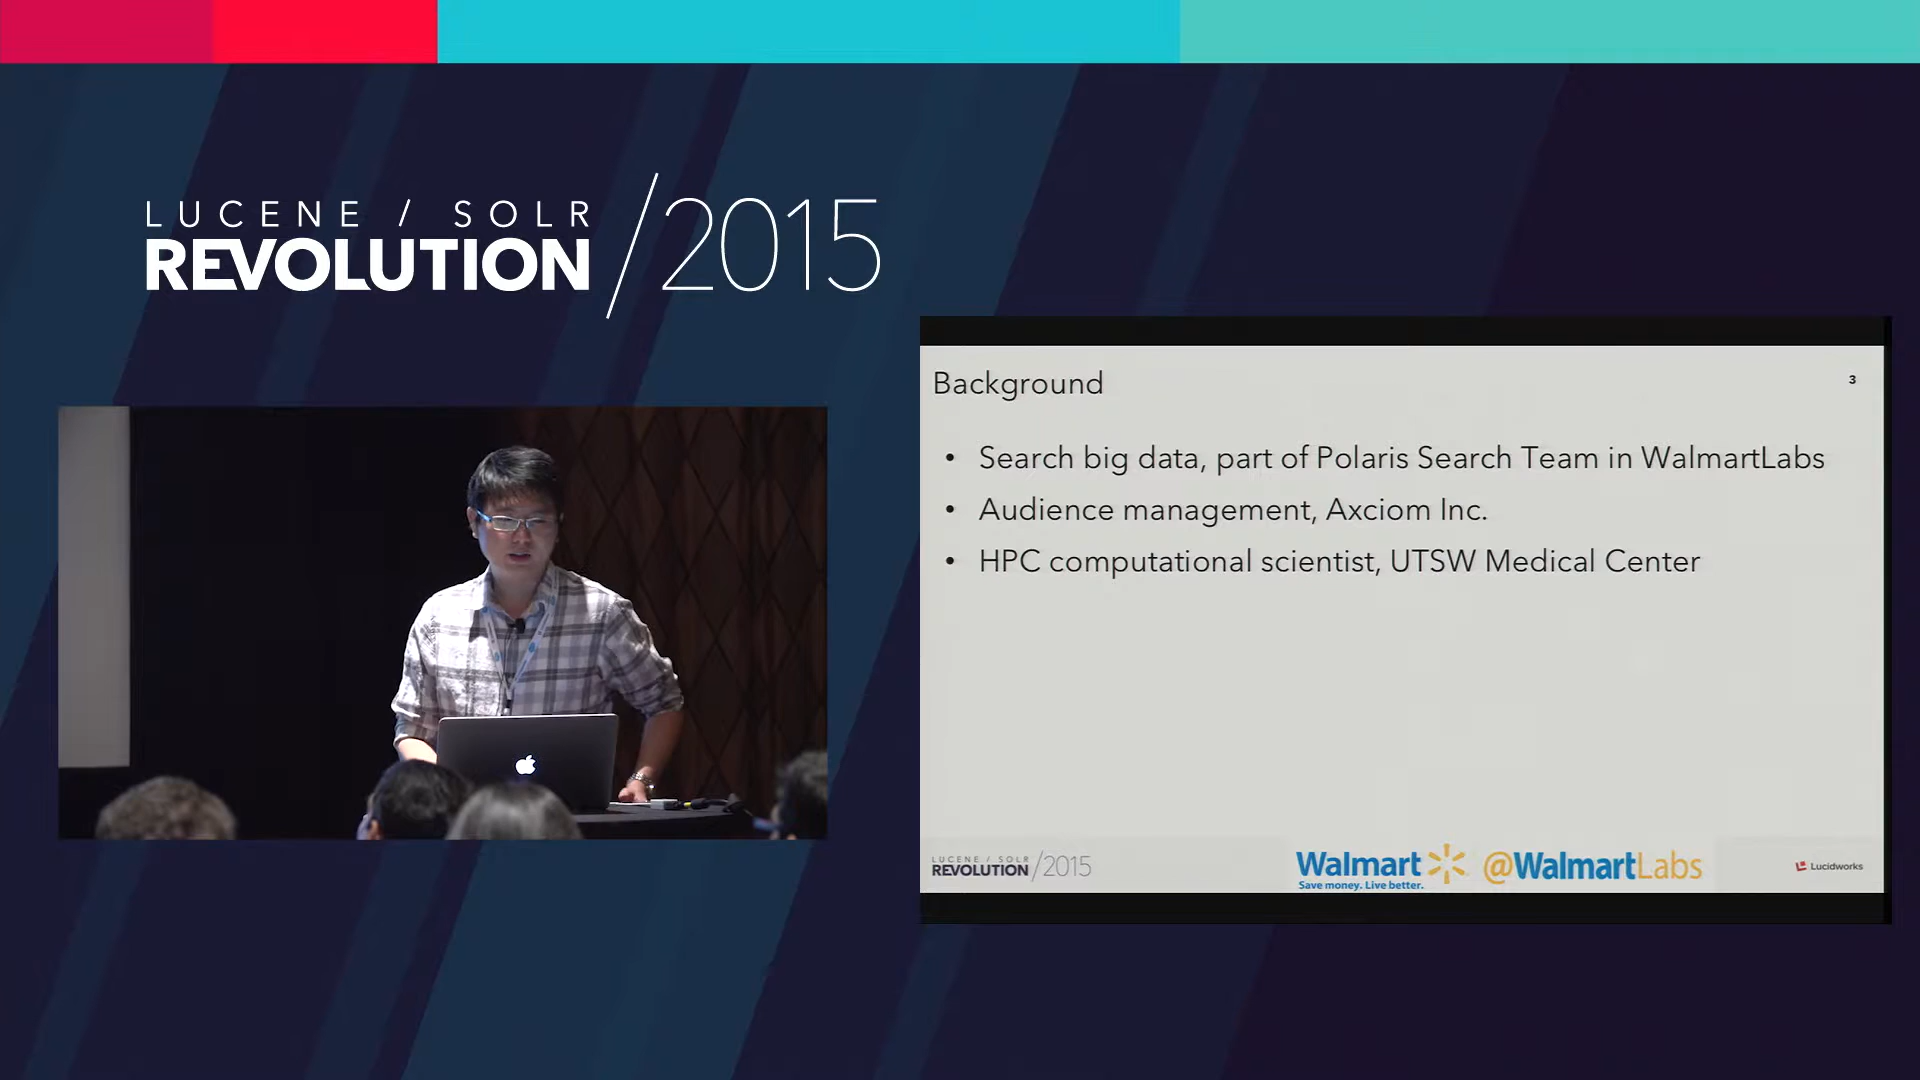 LUCENE / SOLR
REVOLUTION /2015
Background
3
• Search big data, part of Polaris Search Team in WalmartLabs
• Audience management, Axciom Inc.
• HPC computational scientist, UTSW Medical Center
LUCENE / SOLR
REVOLUTION /2015
Walmart
Save money. Live better.
@WalmartLabs
Lucidworks